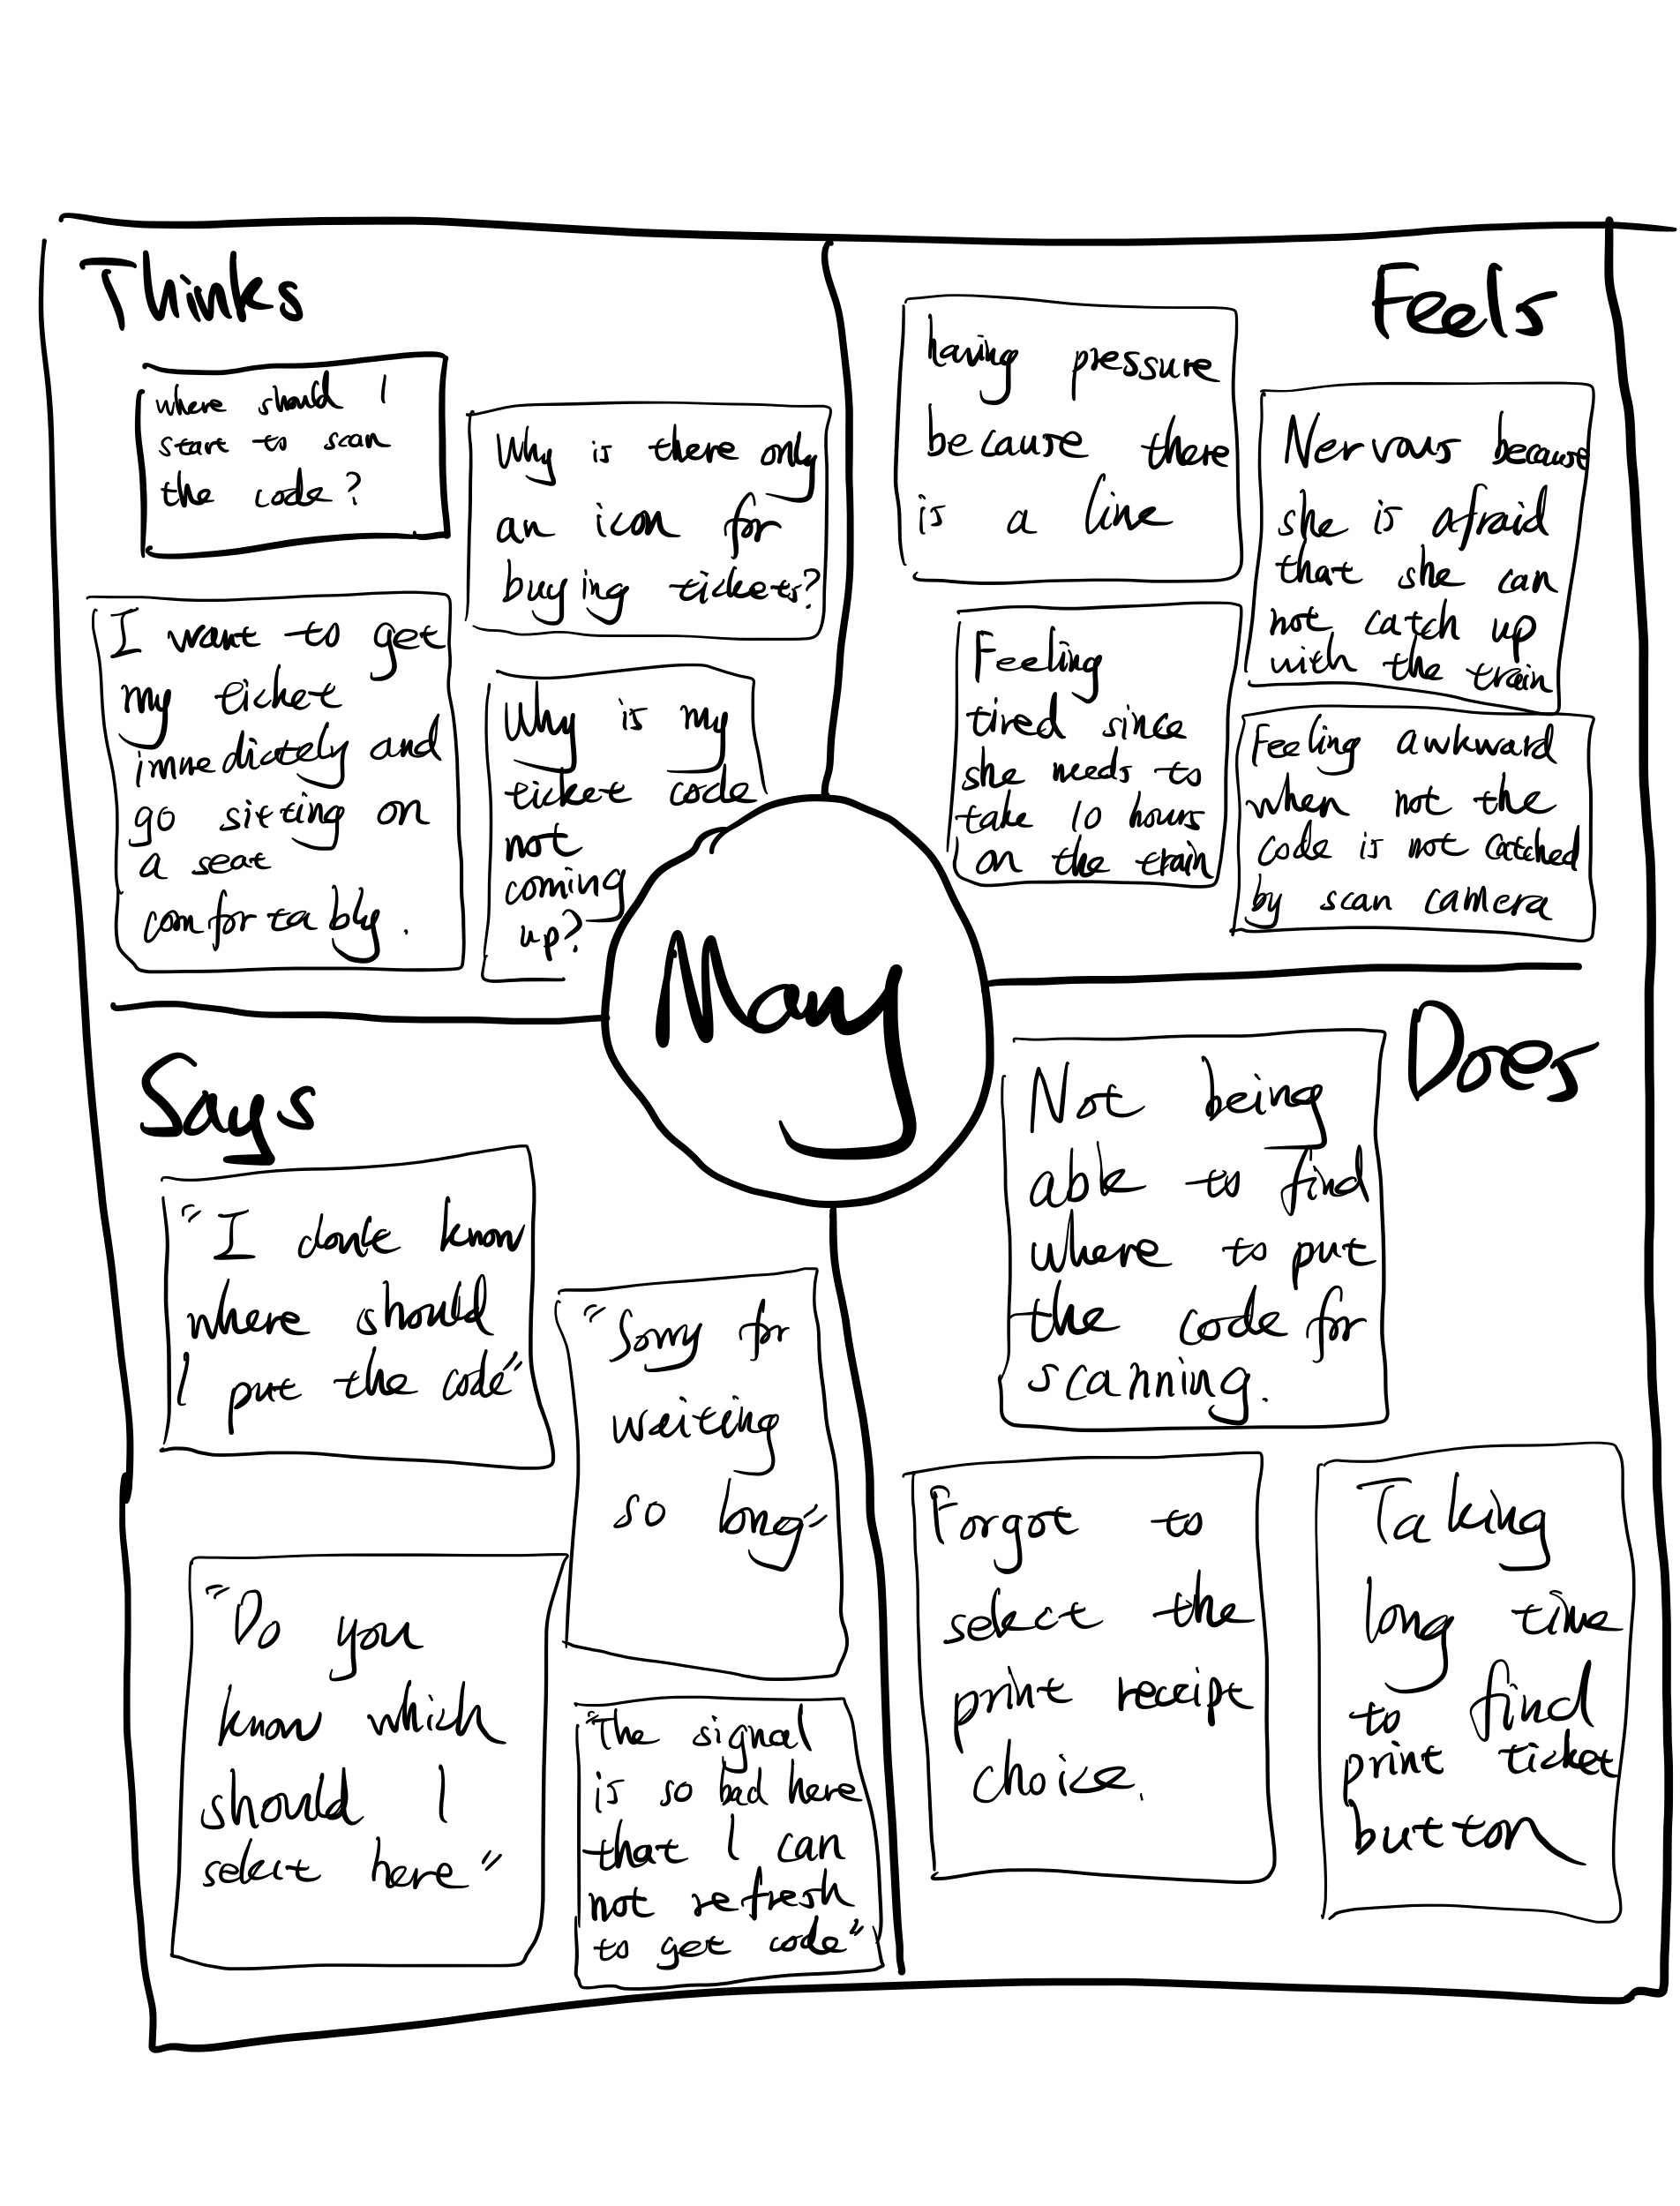 Thinks
where should I
start to scan
the code?
Why is there only
an icon for
buying tickets?
I want to get
my ticket
immediately and
go sitting on
a seat
comfortably.
Why is my
ticket code
not
coming
up?
Feels
having pressure
because there
is a line
Nervous because
she is afraid
that she can
not catch up
with the train
Feeling
tired since
she needs to
take 10 hours
on the train
Feeling awkward
when not the
code is not catched
by scan camera
Mary
Says
"I don't know
where should
I put the code"
"Sorry for
waiting
so long"
"Do you
know which
should I
select here"
"The signal
is so bad here
that I can
not refresh
to get code"
Does
Not being
able to find
where to put
the code for
scanning.
Forgot to
select the
print receipt
choice.
Taking
long time
to find
print ticket
button